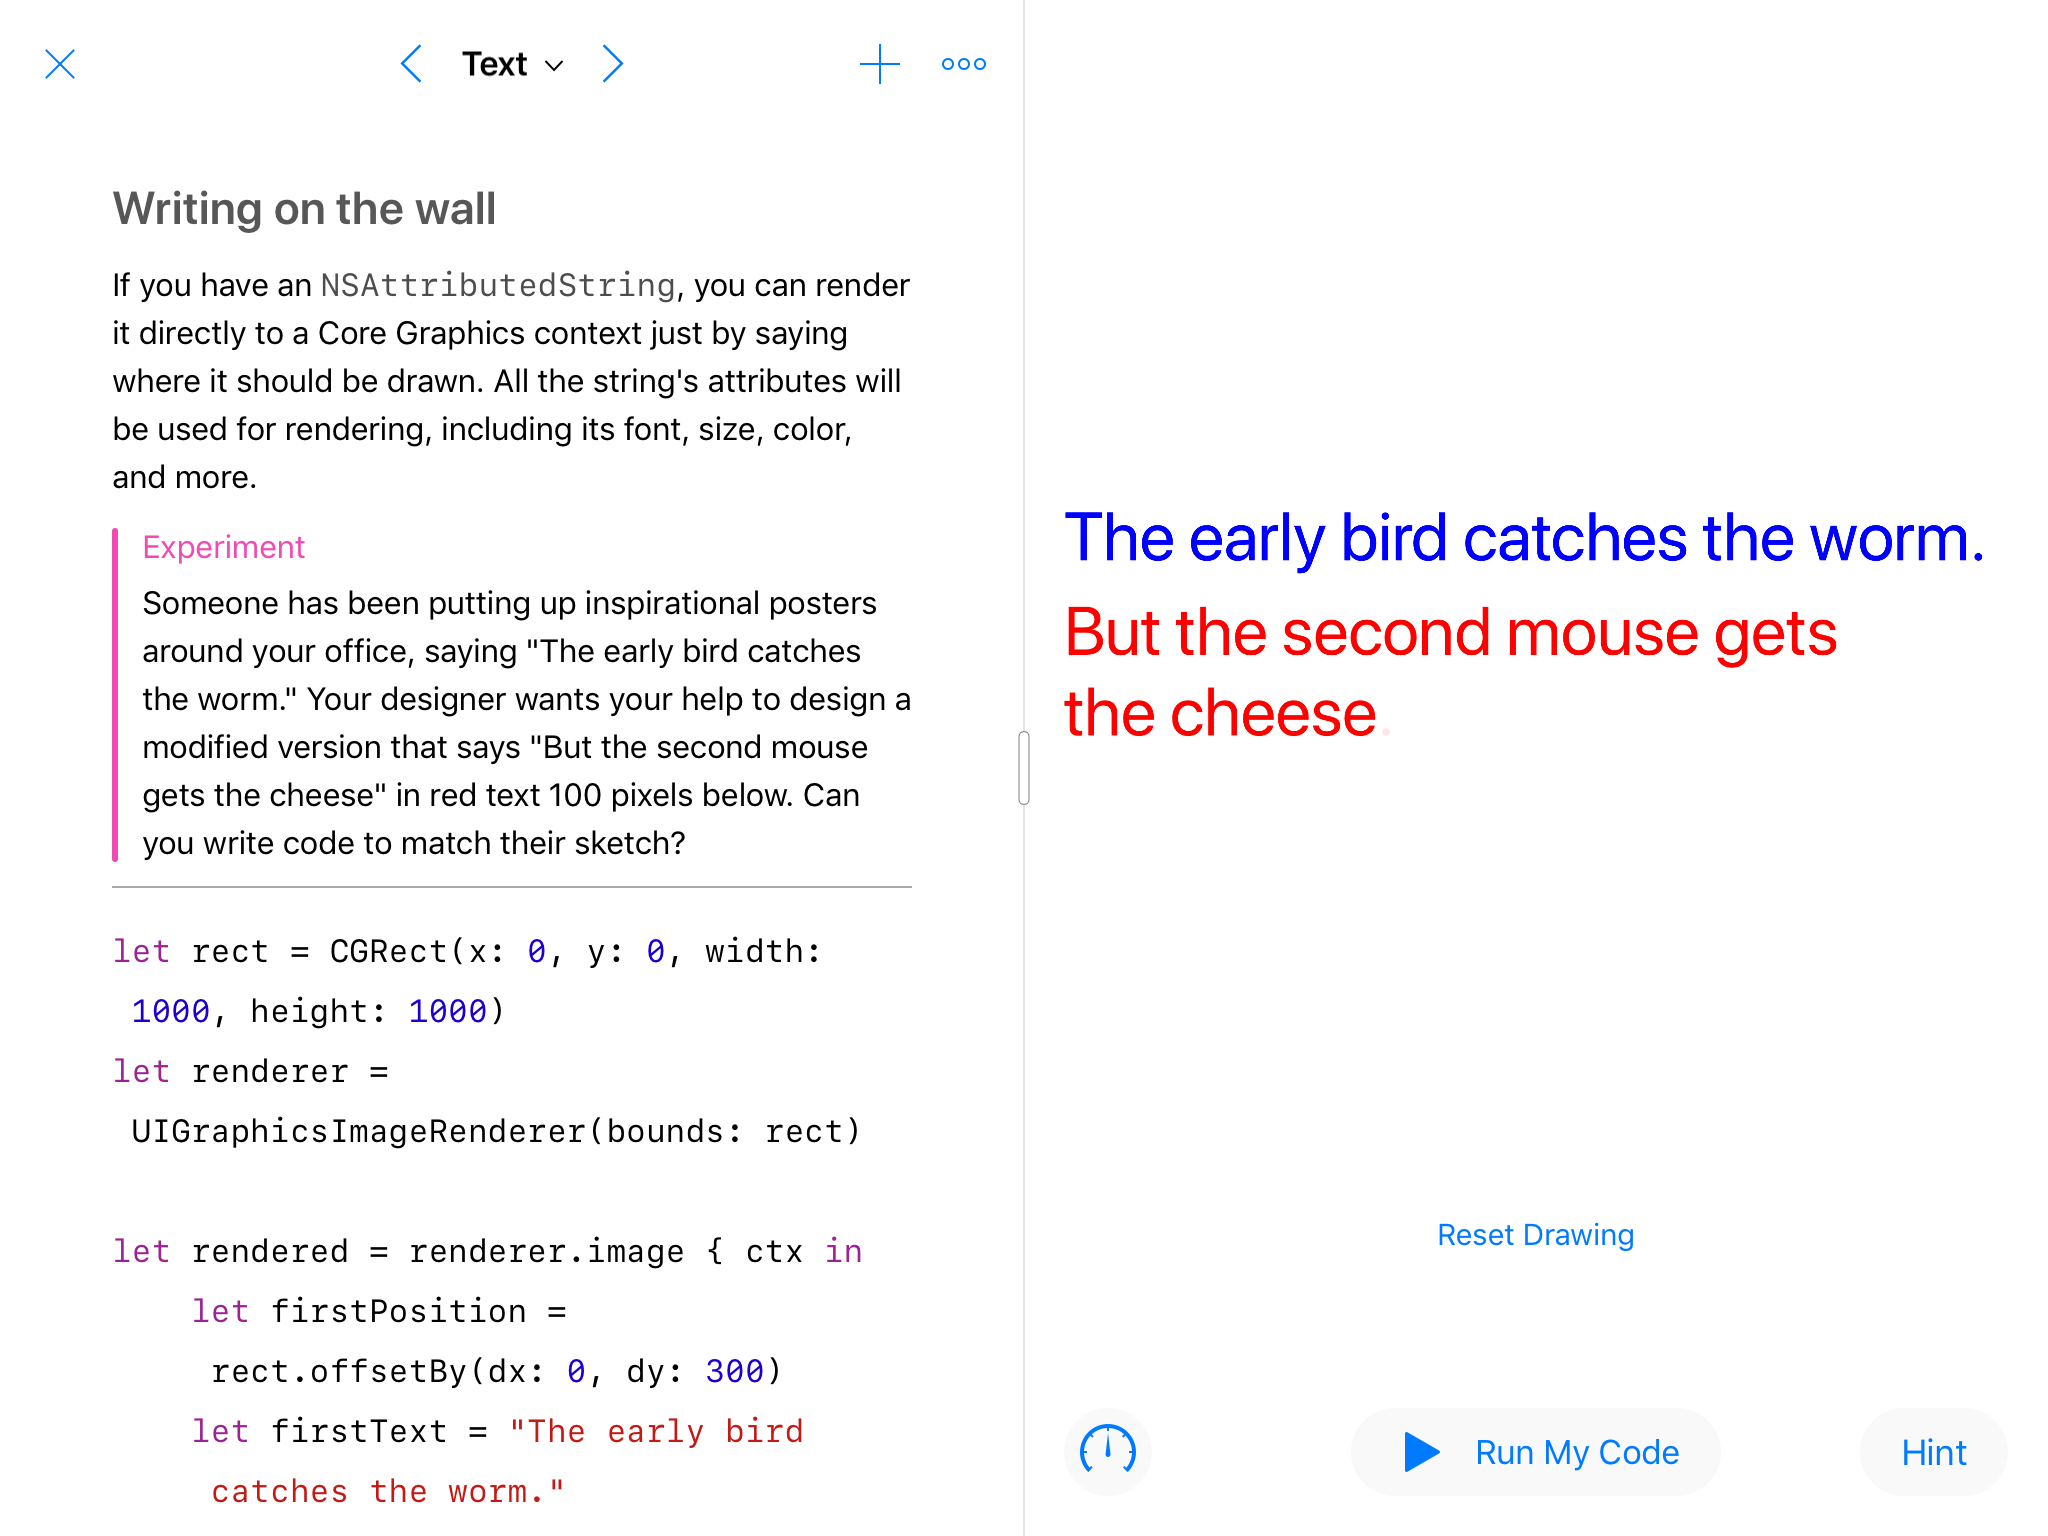 Text
Writing on the wall
If you have an NSAttributedString, you can render
it directly to a Core Graphics context just by saying
where it should be drawn. All the string's attributes will
be used for rendering, including its font, size, color,
and more.
Experiment
Someone has been putting up inspirational posters
around your office, saying "The early bird catches
the worm." Your designer wants your help to design a
modified version that says "But the second mouse
gets the cheese" in red text 100 pixels below. Can
you write code to match their sketch?
let rect = CGRect(x: 0, y: 0, width:
1000, height: 1000)
let renderer =
UIGraphicsImageRenderer(bounds: rect)
let rendered = renderer.image { ctx in
let firstPosition =
rect.offsetBy(dx: 0, dy: 300)
let firstText = "The early bird
catches the worm."
The early bird catches the worm.
But the second mouse gets
the cheese.
Reset Drawing
Run My Code
Hint